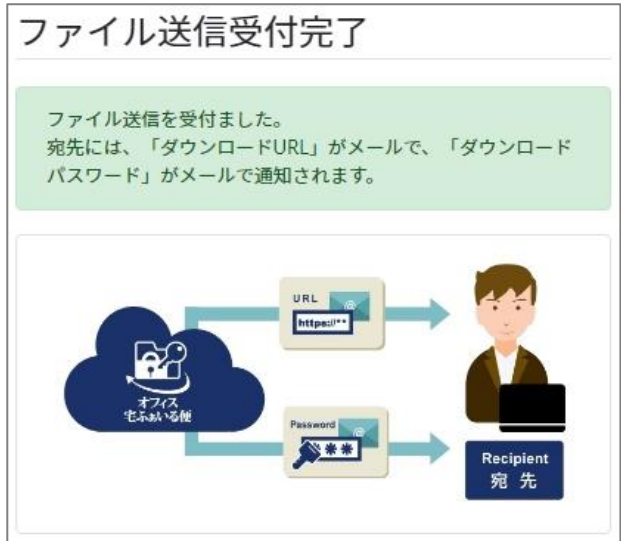 ファイル送信受付完了
ファイル送信を受付ました。
宛先には、「ダウンロードURL」がメールで、「ダウンロード
パスワード」がメールで通知されます。
URL
@
https://**
オフィス
宅ふぁいる便
Password
@
***
Recipient
宛先